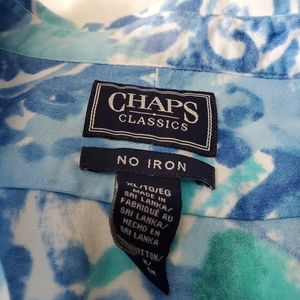 CHAPS
CLASSICS
NO IRON
XL/TG/EG
MADE IN
SRI LANKA/
FABRIQUÉ AU
SRI LANKA/
HECHO EN
SRI LANKA